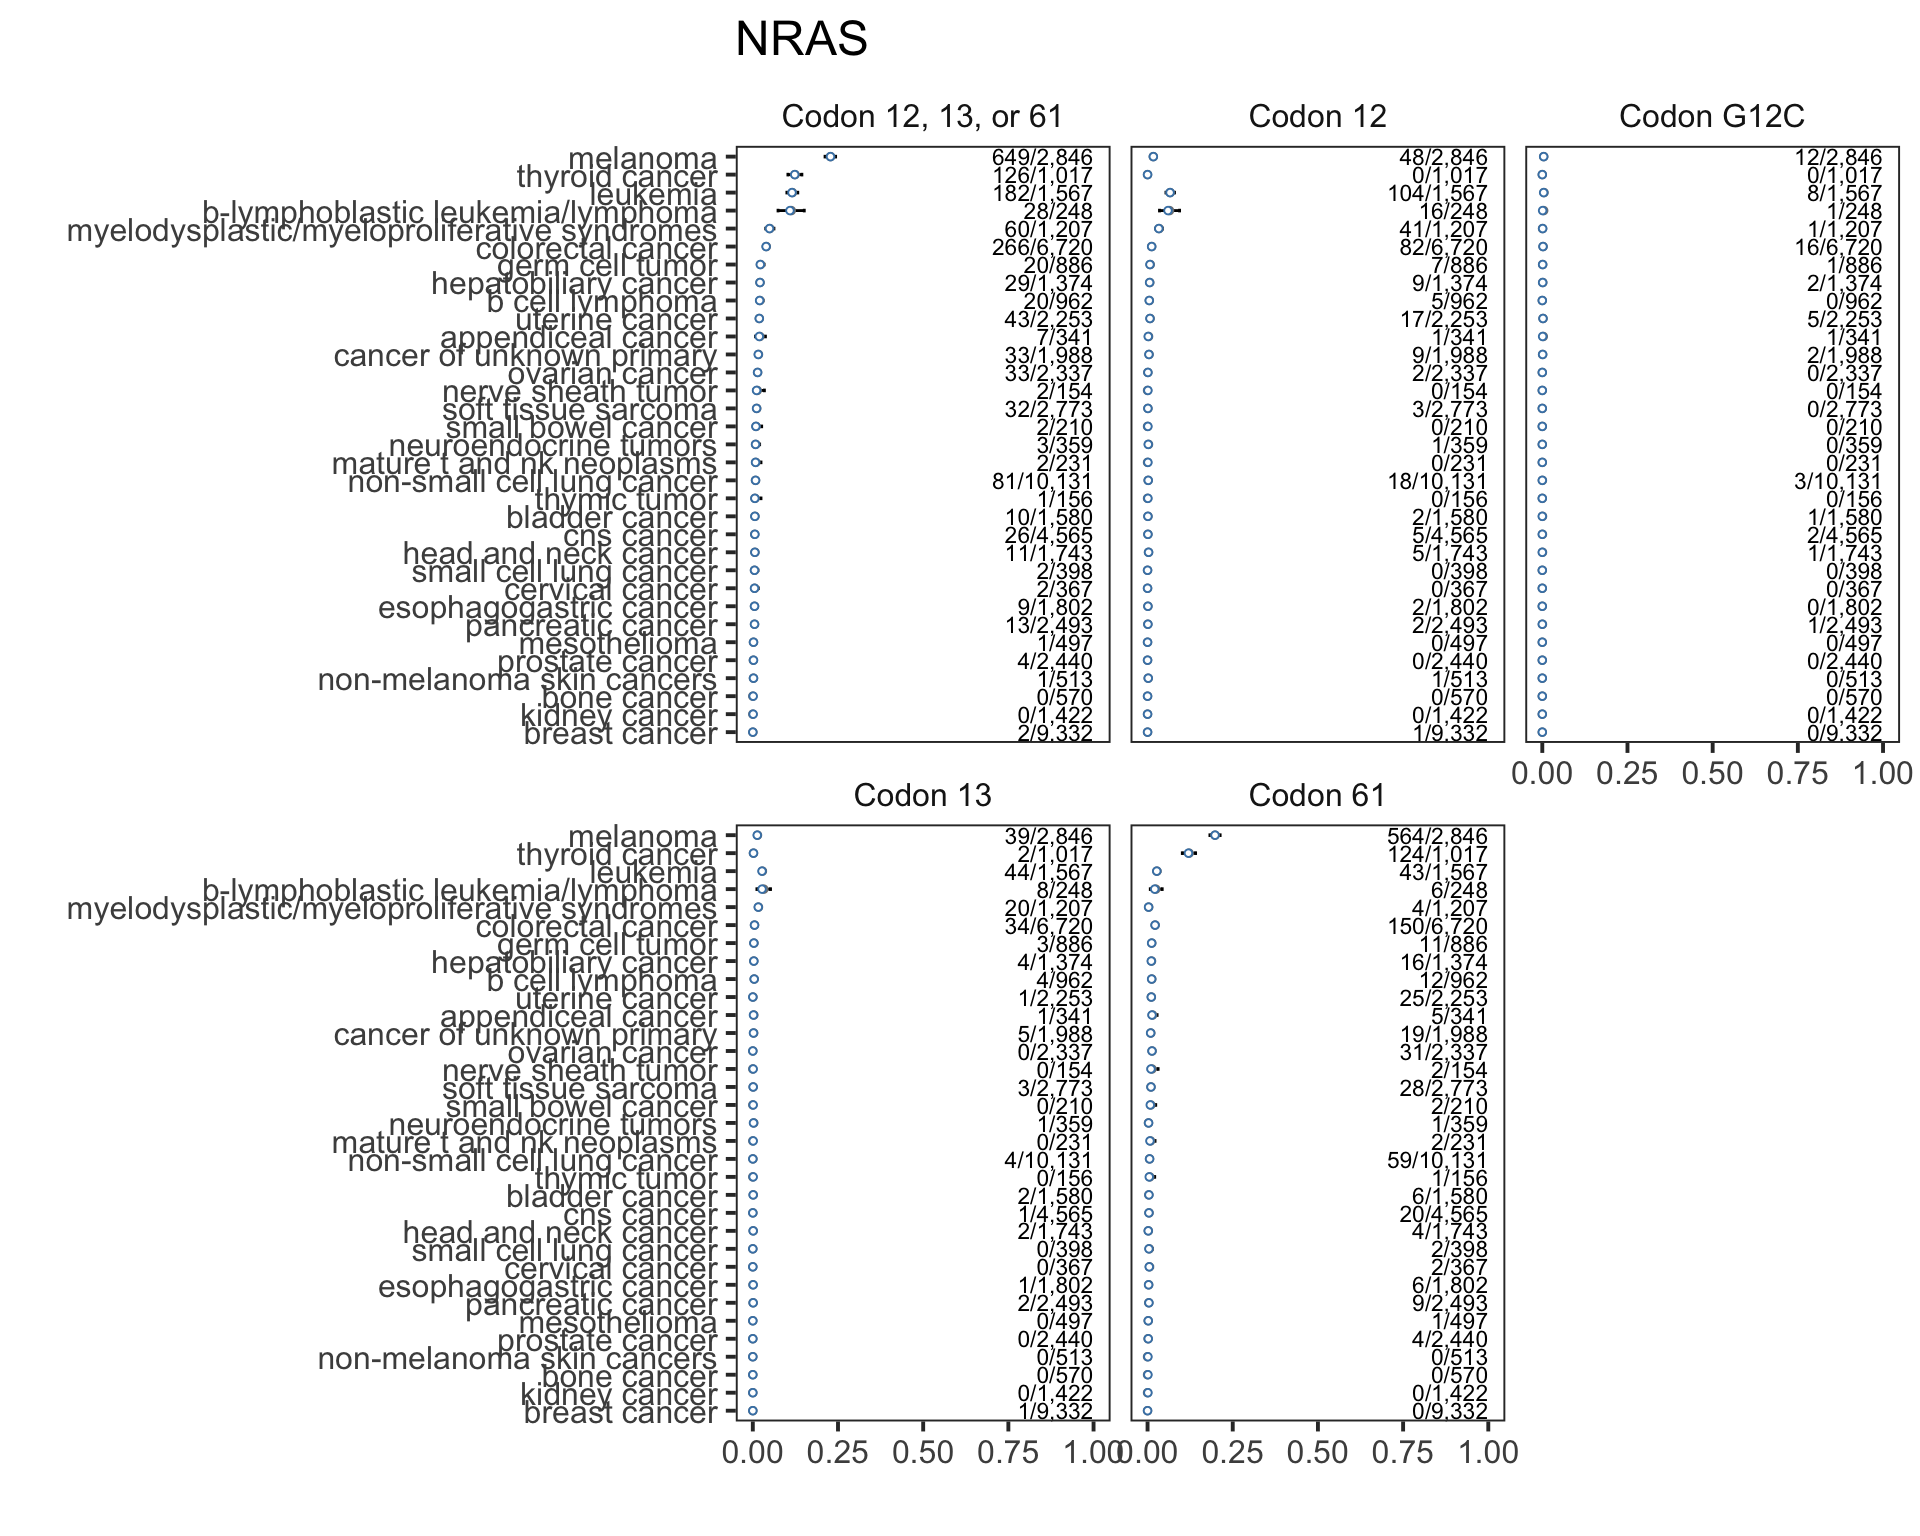 NRAS
Codon 12, 13, or 61 Codon 12 Codon G12C
melanoma 649/2,846 48/2,846 12/2,846
thyroid cancer 126/1,017 0/1,017 0/1,017
leukemia 182/1,567 104/1,567 8/1,567
b-lymphoblastic leukemia/lymphoma 28/248 16/248 1/248
myelodysplastic/myeloproliferative syndromes 60/1,207 41/1,207 1/1,207
colorectal cancer 266/6,720 82/6,720 16/6,720
germ cell tumor 20/886 7/886 1/886
hepatobiliary cancer 29/1,374 9/1,374 2/1,374
b cell lymphoma 20/962 5/962 0/962
uterine cancer 43/2,253 17/2,253 5/2,253
appendiceal cancer 7/341 1/341 1/341
cancer of unknown primary 33/1,988 9/1,988 2/1,988
ovarian cancer 33/2,337 2/2,337 0/2,337
nerve sheath tumor 2/154 0/154 0/154
soft tissue sarcoma 32/2,773 3/2,773 0/2,773
small bowel cancer 2/210 0/210 0/210
neuroendocrine tumors 3/359 1/359 0/359
mature t and nk neoplasms 2/231 0/231 0/231
non-small cell lung cancer 81/10,131 18/10,131 3/10,131
thymic tumor 1/156 0/156 0/156
bladder cancer 10/1,580 2/1,580 1/1,580
cns cancer 26/4,565 5/4,565 2/4,565
head and neck cancer 11/1,743 5/1,743 1/1,743
small cell lung cancer 2/398 0/398 0/398
cervical cancer 2/367 0/367 0/367
esophagogastric cancer 9/1,802 2/1,802 0/1,802
pancreatic cancer 13/2,493 2/2,493 1/2,493
mesothelioma 1/497 0/497 0/497
prostate cancer 4/2,440 0/2,440 0/2,440
non-melanoma skin cancers 1/513 1/513 0/513
bone cancer 0/570 0/570 0/570
kidney cancer 0/1,422 0/1,422 0/1,422
breast cancer 2/9,332 1/9,332 0/9,332
0.00 0.25 0.50 0.75 1.00
Codon 13 Codon 61
melanoma 39/2,846 564/2,846
thyroid cancer 2/1,017 124/1,017
leukemia 44/1,567 43/1,567
b-lymphoblastic leukemia/lymphoma 8/248 6/248
myelodysplastic/myeloproliferative syndromes 20/1,207 4/1,207
colorectal cancer 34/6,720 150/6,720
germ cell tumor 3/886 11/886
hepatobiliary cancer 4/1,374 16/1,374
b cell lymphoma 4/962 12/962
uterine cancer 1/2,253 25/2,253
appendiceal cancer 1/341 5/341
cancer of unknown primary 5/1,988 19/1,988
ovarian cancer 0/2,337 31/2,337
nerve sheath tumor 0/154 2/154
soft tissue sarcoma 3/2,773 28/2,773
small bowel cancer 0/210 2/210
neuroendocrine tumors 1/359 1/359
mature t and nk neoplasms 0/231 2/231
non-small cell lung cancer 4/10,131 59/10,131
thymic tumor 0/156 1/156
bladder cancer 2/1,580 6/1,580
cns cancer 1/4,565 20/4,565
head and neck cancer 2/1,743 4/1,743
small cell lung cancer 0/398 2/398
cervical cancer 0/367 2/367
esophagogastric cancer 1/1,802 6/1,802
pancreatic cancer 2/2,493 9/2,493
mesothelioma 0/497 1/497
prostate cancer 0/2,440 4/2,440
non-melanoma skin cancers 0/513 0/513
bone cancer 0/570 0/570
kidney cancer 0/1,422 0/1,422
breast cancer 1/9,332 0/9,332
0.00 0.25 0.50 0.75 1.00 0.00 0.25 0.50 0.75 1.00